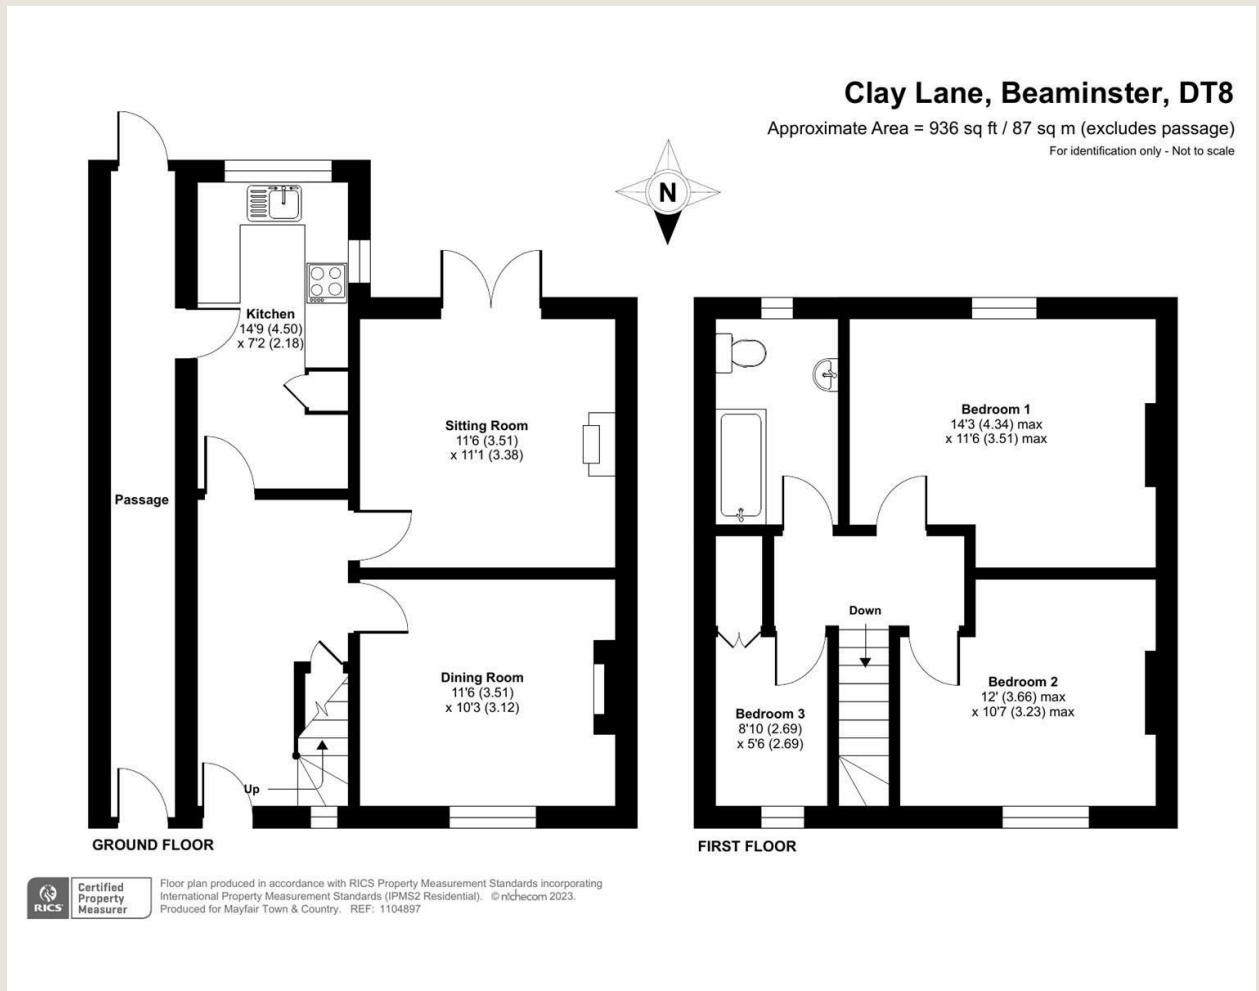 Clay Lane, Beaminster, DT8
Approximate Area = 936 sq ft / 87 sq m (excludes passage)
For identification only - Not to scale
N
Kitchen
14'9 (4.50)
x 7'2 (2.18)
Sitting Room
11'6 (3.51)
x 11'1 (3.38)
Passage
Dining Room
11'6 (3.51)
x 10'3 (3.12)
Up
GROUND FLOOR
Bedroom 1
14'3 (4.34) max
x 11'6 (3.51) max
Down
Bedroom 2
12' (3.66) max
x 10'7 (3.23) max
Bedroom 3
8'10 (2.69)
x 5'6 (2.69)
FIRST FLOOR
RICS
Certified
Property
Measurer
Floor plan produced in accordance with RICS Property Measurement Standards incorporating
International Property Measurement Standards (IPMS2 Residential). © nıchecom 2023.
Produced for Mayfair Town & Country. REF: 1104897